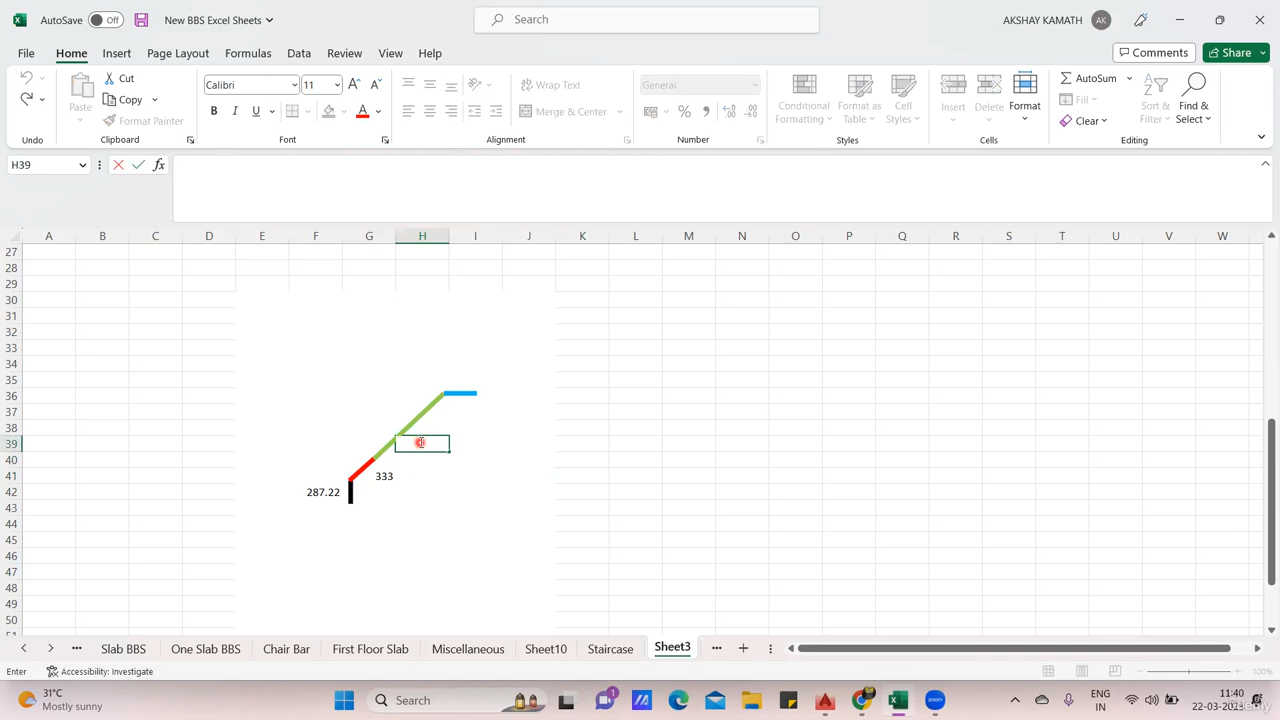 AutoSave Off New BBS Excel Sheets Search AKSHAY KAMATH AK
File Home Insert Page Layout Formulas Data Review View Help Comments Share
Paste Cut Copy Format Painter Calibri 11 A A Wrap Text General Conditional Formatting Format as Table Cell Styles Insert Delete Format AutoSum Fill Clear Sort & Filter Find & Select
B I U A Merge & Center % ,
Undo Clipboard Font Alignment Number Styles Cells Editing
H39 fx
A B C D E F G H I J K L M N O P Q R S T U V W
27
28
29
30
31
32
33
34
35
36
37
38
39
40
41 333
42 287.22
43
44
45
46
47
48
49
50
51
Slab BBS One Slab BBS Chair Bar First Floor Slab Miscellaneous Sheet10 Staircase Sheet3
Enter Accessibility: Investigate 100%
31°C
Mostly sunny
Search 1
ENG
IN
11:40